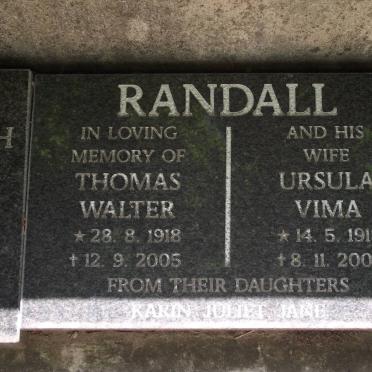 H
RANDALL
IN LOVING
MEMORY OF
THOMAS
WALTER
★ 28. 8. 1918
† 12. 9. 2005
AND HIS
WIFE
URSULA
VIMA
★ 14. 5. 191
† 8. 11. 200
FROM THEIR DAUGHTERS
KARIN JULIET JANE